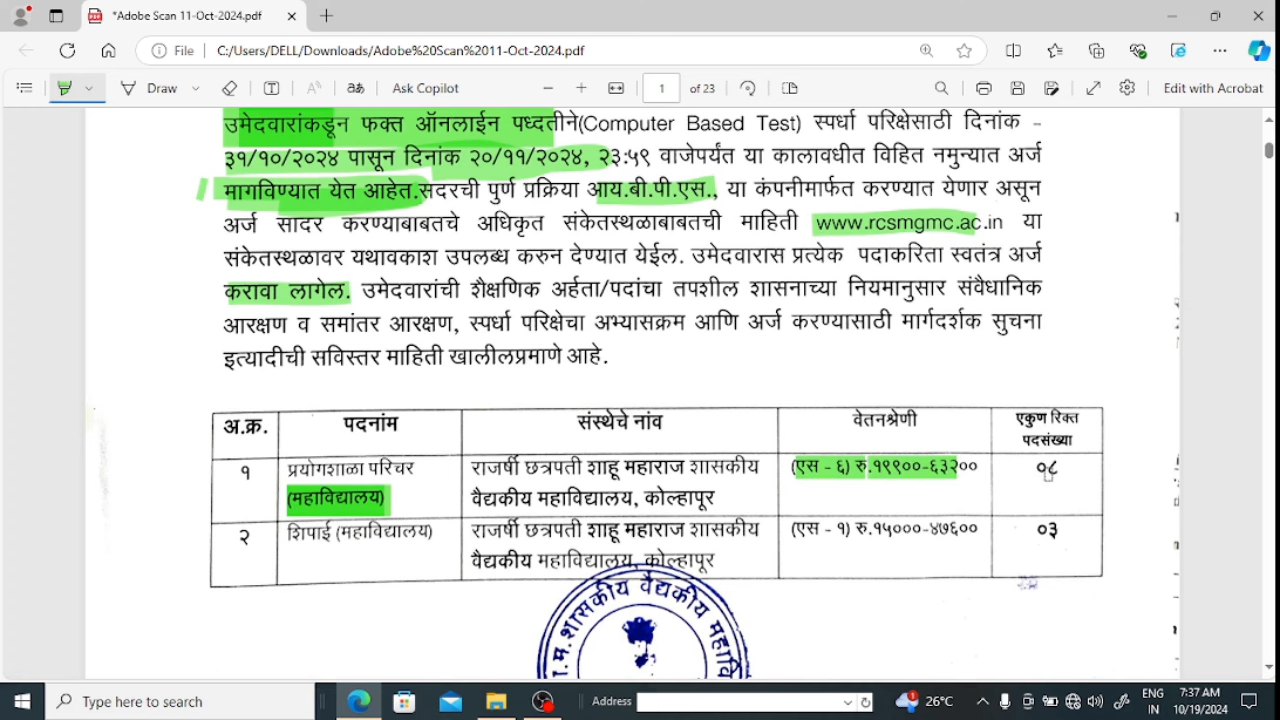 *Adobe Scan 11-Oct-2024.pdf
File C:/Users/DELL/Downloads/Adobe%20Scan%2011-Oct-2024.pdf
Draw Ask Copilot 1 of 23 Edit with Acrobat
उमेदवारांकडून फक्त ऑनलाईन पध्दतीने(Computer Based Test) स्पर्धा परिक्षेसाठी दिनांक -
३१/१०/२०२४ पासून दिनांक २०/११/२०२४, २३:५९ वाजेपर्यंत या कालावधीत विहित नमुन्यात अर्ज
मागविण्यात येत आहेत.सदरची पुर्ण प्रक्रिया आय.बी.पी.एस., या कंपनीमार्फत करण्यात येणार असून
अर्ज सादर करण्याबाबतचे अधिकृत संकेतस्थळाबाबतची माहिती www.rcsmgmc.ac.in या
संकेतस्थळावर यथावकाश उपलब्ध करुन देण्यात येईल. उमेदवारास प्रत्येक पदाकरिता स्वतंत्र अर्ज
करावा लागेल. उमेदवारांची शैक्षणिक अर्हता/पदांचा तपशील शासनाच्या नियमानुसार संवैधानिक
आरक्षण व समांतर आरक्षण, स्पर्धा परिक्षेचा अभ्यासक्रम आणि अर्ज करण्यासाठी मार्गदर्शक सुचना
इत्यादीची सविस्तर माहिती खालीलप्रमाणे आहे.
अ.क्र. पदनांम संस्थेचे नांव वेतनश्रेणी एकुण रिक्त
पदसंख्या
१ प्रयोगशाळा परिचर राजर्षी छत्रपती शाहू महाराज शासकीय (एस - ६) रु.१९९००-६३२०० ०८
(महाविद्यालय) वैद्यकीय महाविद्यालय, कोल्हापूर
२ शिपाई (महाविद्यालय) राजर्षी छत्रपती शाहू महाराज शासकीय (एस - १) रु.१५०००-४७६०० ०३
वैद्यकीय महाविद्यालय, कोल्हापूर
म.शासकीय वैद्यकीय महावि
Type here to search Address 26°C ENG 7:37 AM
IN 10/19/2024